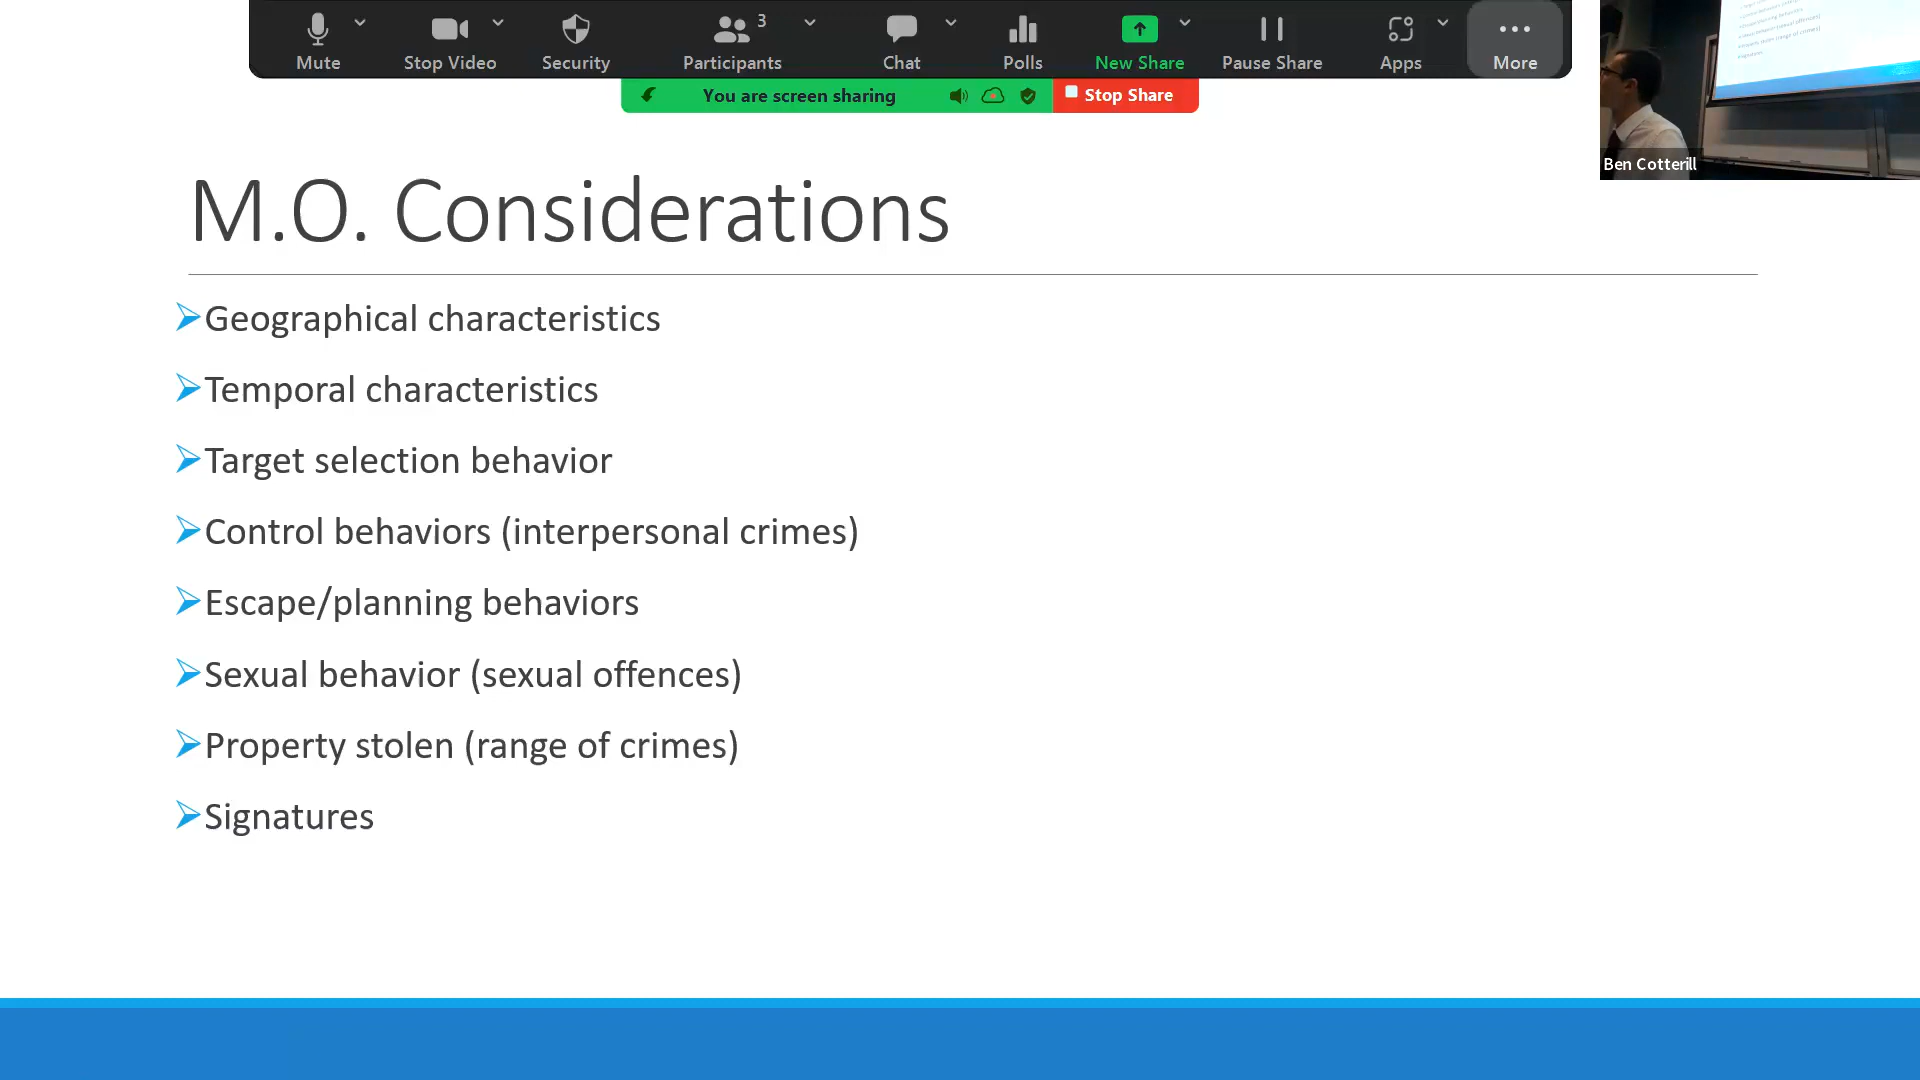 Mute
Stop Video
Security
Participants
3
Chat
Polls
New Share
Pause Share
Apps
More
You are screen sharing
Stop Share
Ben Cotterill
M.O. Considerations
Geographical characteristics
Temporal characteristics
Target selection behavior
Control behaviors (interpersonal crimes)
Escape/planning behaviors
Sexual behavior (sexual offences)
Property stolen (range of crimes)
Signatures